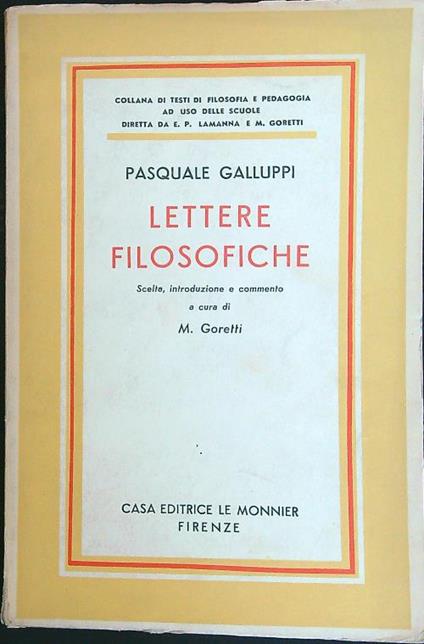 COLLANA DI TESTI DI FILOSOFIA E PEDAGOGIA
AD USO DELLE SCUOLE
DIRETTA DA E. P. LAMANNA E M. GORETTI
PASQUALE GALLUPPI
LETTERE
FILOSOFICHE
Scelta, introduzione e commento
a cura di
M. Goretti
CASA EDITRICE LE MONNIER
FIRENZE